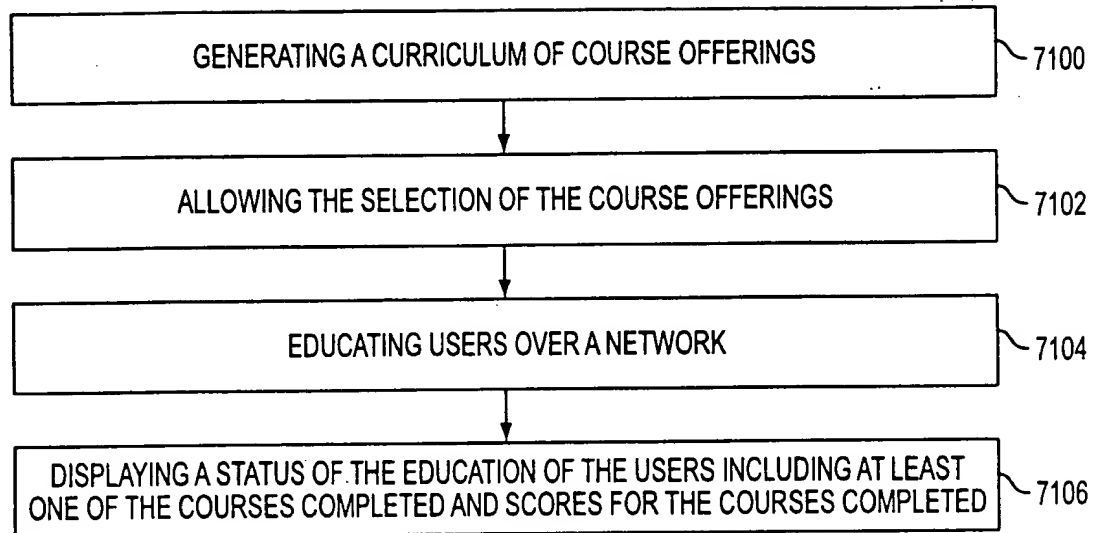 GENERATING A CURRICULUM OF COURSE OFFERINGS
7100
ALLOWING THE SELECTION OF THE COURSE OFFERINGS
7102
EDUCATING USERS OVER A NETWORK
7104
DISPLAYING A STATUS OF THE EDUCATION OF THE USERS INCLUDING AT LEAST
ONE OF THE COURSES COMPLETED AND SCORES FOR THE COURSES COMPLETED
7106